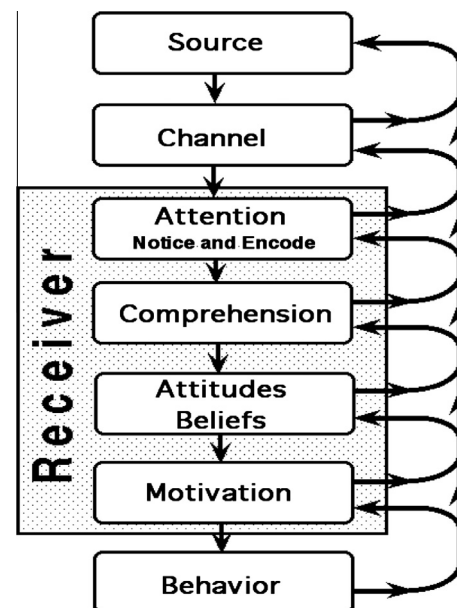 Source
Channel
Receiver
Attention
Notice and Encode
Comprehension
Attitudes
Beliefs
Motivation
Behavior